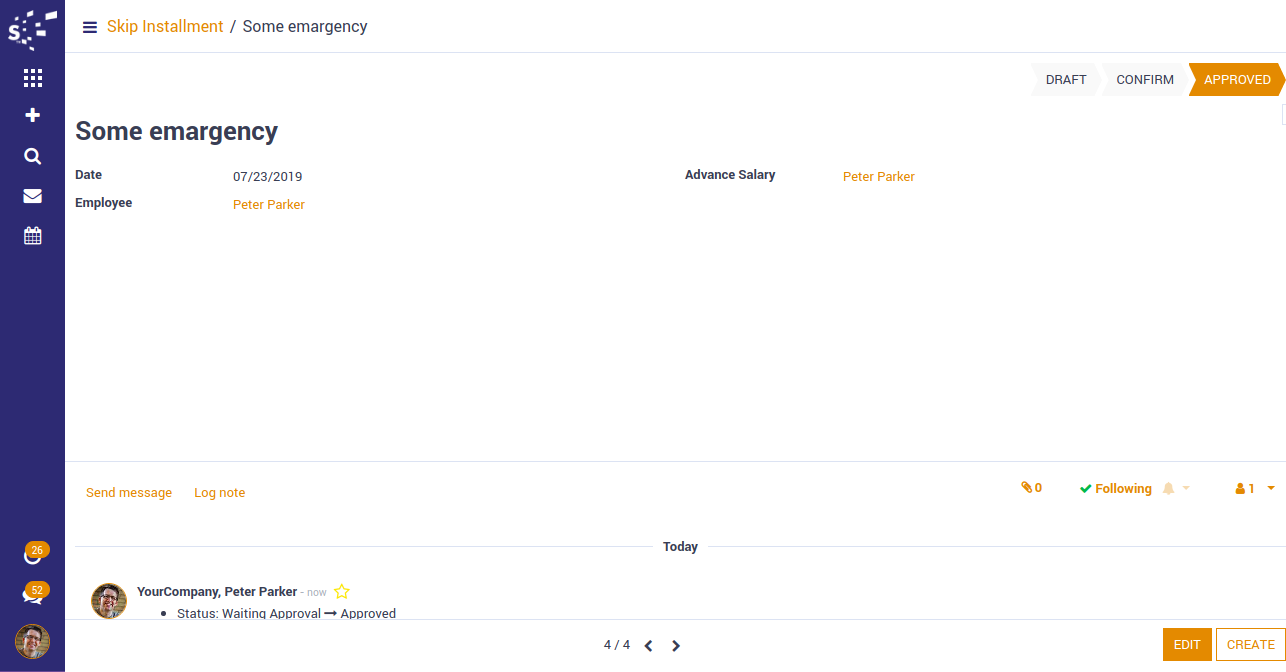 Skip Installment / Some emargency
DRAFT CONFIRM APPROVED
Some emargency
Date 07/23/2019 Advance Salary Peter Parker
Employee Peter Parker
Send message Log note 0 Following 1
Today
26
YourCompany, Peter Parker - now
52
Status: Waiting Approval → Approved
4 / 4 EDIT CREATE